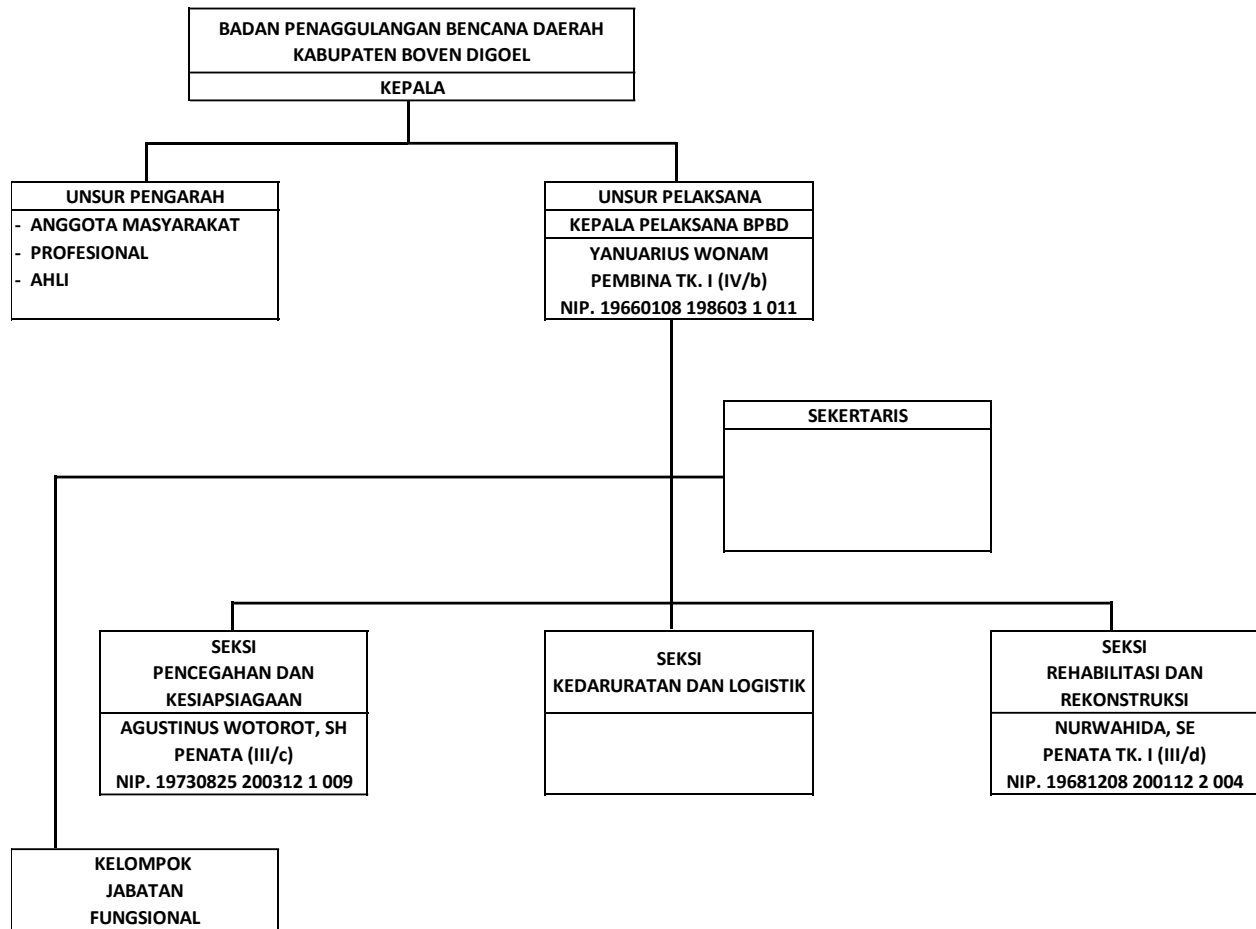 BADAN PENAGGULANGAN BENCANA DAERAH
KABUPATEN BOVEN DIGOEL
KEPALA
UNSUR PENGARAH
- ANGGOTA MASYARAKAT
- PROFESIONAL
- AHLI
UNSUR PELAKSANA
KEPALA PELAKSANA BPBD
YANUARIUS WONAM
PEMBINA TK. I (IV/b)
NIP. 19660108 198603 1 011
SEKERTARIS
SEKSI
PENCEGAHAN DAN
KESIAPSIAGAAN
AGUSTINUS WOTOROT, SH
PENATA (III/c)
NIP. 19730825 200312 1 009
SEKSI
KEDARURATAN DAN LOGISTIK
SEKSI
REHABILITASI DAN
REKONSTRUKSI
NURWAHIDA, SE
PENATA TK. I (III/d)
NIP. 19681208 200112 2 004
KELOMPOK
JABATAN
FUNGSIONAL